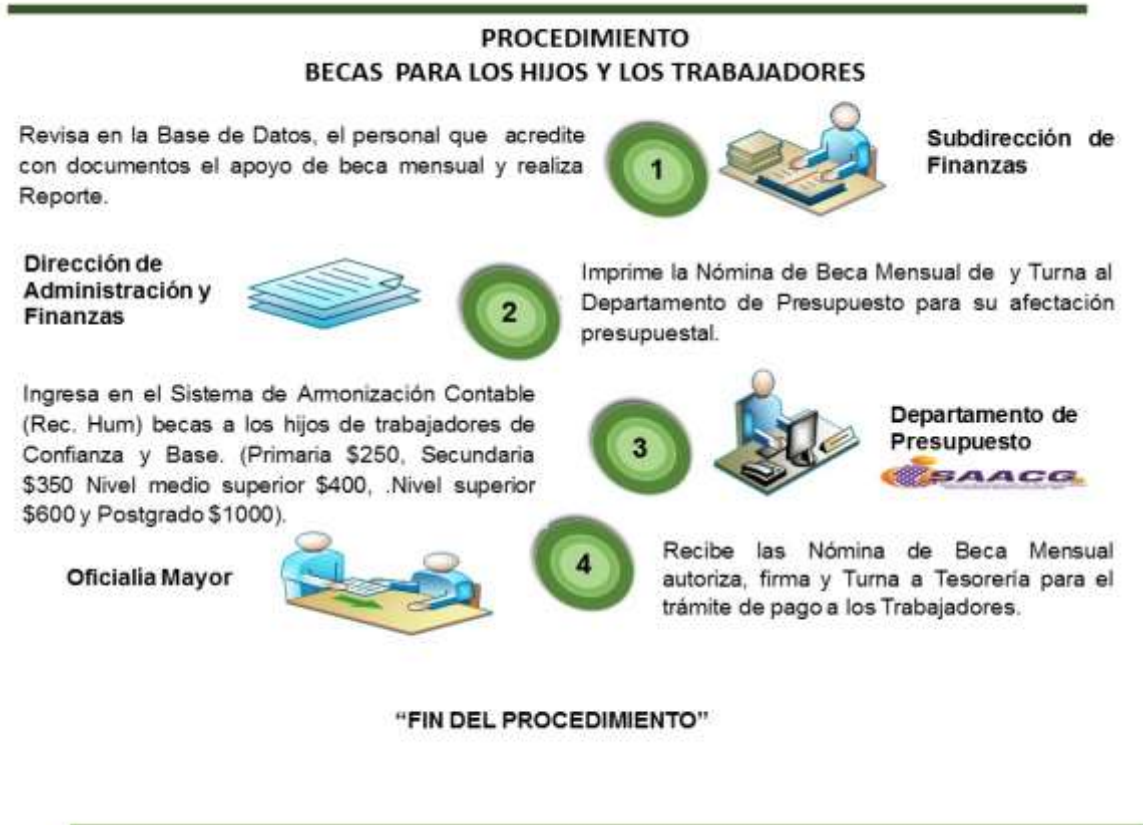 PROCEDIMIENTO
BECAS PARA LOS HIJOS Y LOS TRABAJADORES
Revisa en la Base de Datos, el personal que acredite
con documentos el apoyo de beca mensual y realiza
Reporte.
1
Subdirección de
Finanzas
Dirección de
Administración y
Finanzas
2
Imprime la Nómina de Beca Mensual de y Turna al
Departamento de Presupuesto para su afectación
presupuestal.
Ingresa en el Sistema de Armonización Contable
(Rec. Hum) becas a los hijos de trabajadores de
Confianza y Base. (Primaria $250, Secundaria
$350 Nivel medio superior $400, .Nivel superior
$600 y Postgrado $1000).
3
Departamento de
Presupuesto
SAACG.
Oficialia Mayor
4
Recibe las Nómina de Beca Mensual
autoriza, firma y Turna a Tesorería para el
trámite de pago a los Trabajadores.
“FIN DEL PROCEDIMIENTO”